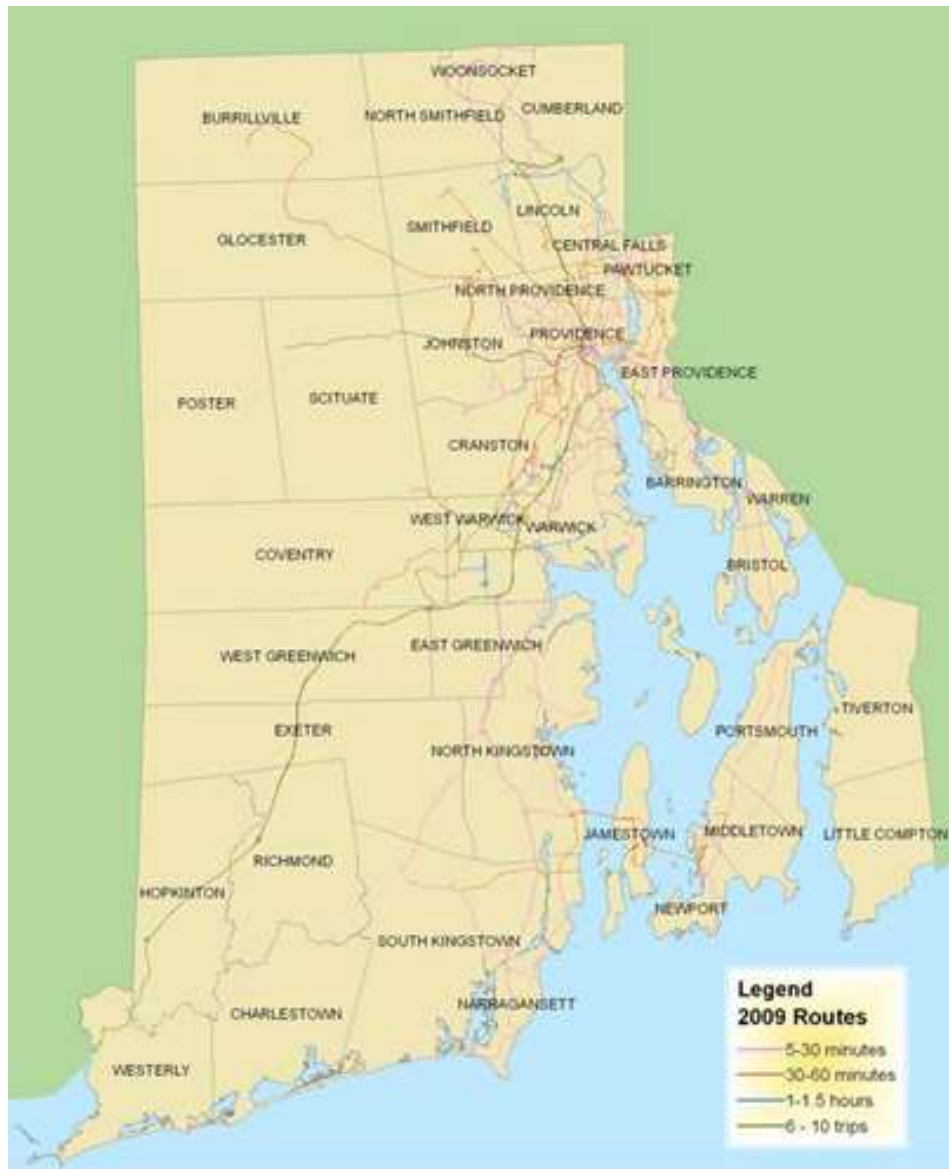 WOONSOCKET
CUMBERLAND
NORTH SMITHFIELD
BURRILLVILLE
LINCOLN
SMITHFIELD
GLOCESTER
CENTRAL FALLS
PAWTUCKET
NORTH PROVIDENCE
PROVIDENCE
JOHNSTON
EAST PROVIDENCE
SCITUATE
FOSTER
CRANSTON
BARRINGTON
WARREN
WEST WARWICK
WARWICK
COVENTRY
BRISTOL
EAST GREENWICH
WEST GREENWICH
TIVERTON
EXETER
PORTSMOUTH
NORTH KINGSTOWN
JAMESTOWN
MIDDLETOWN
LITTLE COMPTON
RICHMOND
HOPKINTON
NEWPORT
SOUTH KINGSTOWN
NARRAGANSETT
CHARLESTOWN
WESTERLY
Legend
2009 Routes
5-30 minutes
30-60 minutes
1-1.5 hours
6 - 10 trips